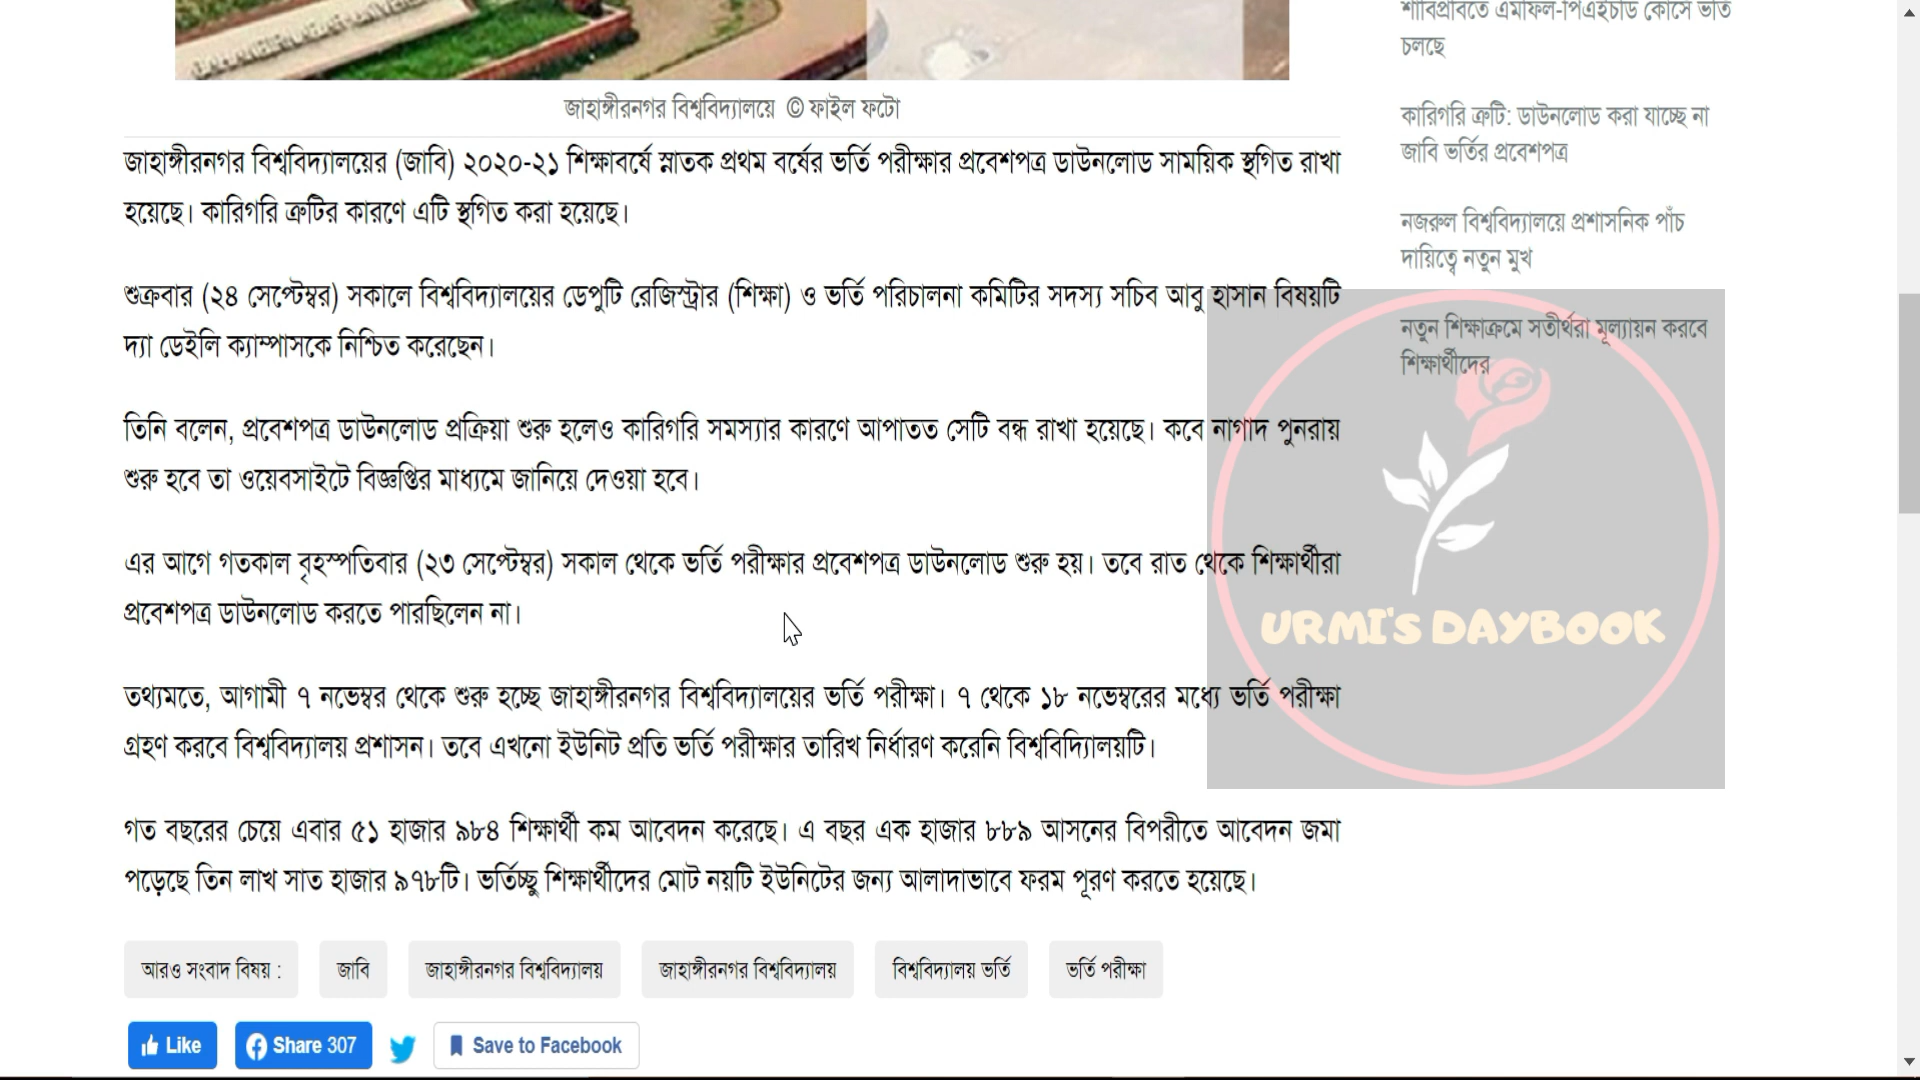 জাহাঙ্গীরনগর বিশ্ববিদ্যালয়ে © ফাইল ফটো
জাহাঙ্গীরনগর বিশ্ববিদ্যালয়ের (জাবি) ২০২০-২১ শিক্ষাবর্ষে স্নাতক প্রথম বর্ষের ভর্তি পরীক্ষার প্রবেশপত্র ডাউনলোড সাময়িক স্থগিত রাখা
হয়েছে। কারিগরি ত্রুটির কারণে এটি স্থগিত করা হয়েছে।
শুক্রবার (২৪ সেপ্টেম্বর) সকালে বিশ্ববিদ্যালয়ের ডেপুটি রেজিস্ট্রার (শিক্ষা) ও ভর্তি পরিচালনা কমিটির সদস্য সচিব আবু হাসান বিষয়টি
দ্যা ডেইলি ক্যাম্পাসকে নিশ্চিত করেছেন।
তিনি বলেন, প্রবেশপত্র ডাউনলোড প্রক্রিয়া শুরু হলেও কারিগরি সমস্যার কারণে আপাতত সেটি বন্ধ রাখা হয়েছে। কবে নাগাদ পুনরায়
শুরু হবে তা ওয়েবসাইটে বিজ্ঞপ্তির মাধ্যমে জানিয়ে দেওয়া হবে।
এর আগে গতকাল বৃহস্পতিবার (২৩ সেপ্টেম্বর) সকাল থেকে ভর্তি পরীক্ষার প্রবেশপত্র ডাউনলোড শুরু হয়। তবে রাত থেকে শিক্ষার্থীরা
প্রবেশপত্র ডাউনলোড করতে পারছিলেন না।
তথ্যমতে, আগামী ৭ নভেম্বর থেকে শুরু হচ্ছে জাহাঙ্গীরনগর বিশ্ববিদ্যালয়ের ভর্তি পরীক্ষা। ৭ থেকে ১৮ নভেম্বরের মধ্যে ভর্তি পরীক্ষা
গ্রহণ করবে বিশ্ববিদ্যালয় প্রশাসন। তবে এখনো ইউনিট প্রতি ভর্তি পরীক্ষার তারিখ নির্ধারণ করেনি বিশ্ববিদ্যিালয়টি।
গত বছরের চেয়ে এবার ৫১ হাজার ৯৮৪ শিক্ষার্থী কম আবেদন করেছে। এ বছর এক হাজার ৮৮৯ আসনের বিপরীতে আবেদন জমা
পড়েছে তিন লাখ সাত হাজার ৯৭৮টি। ভর্তিচ্ছু শিক্ষার্থীদের মোট নয়টি ইউনিটের জন্য আলাদাভাবে ফরম পূরণ করতে হয়েছে।
আরও সংবাদ বিষয় :
জাবি
জাহাঙ্গীরনগর বিশ্ববিদ্যালয়
জাহাঙ্গীরনগর বিশ্ববিদ্যালয়
বিশ্ববিদ্যালয় ভর্তি
ভর্তি পরীক্ষা
Like
Share 307
Save to Facebook
শাবিপ্রবিতে এমফিল-পিএইচডি কোর্সে ভর্তি
চলছে
কারিগরি ত্রুটি: ডাউনলোড করা যাচ্ছে না
জাবি ভর্তির প্রবেশপত্র
নজরুল বিশ্ববিদ্যালয়ে প্রশাসনিক পাঁচ
দায়িত্বে নতুন মুখ
নতুন শিক্ষাক্রমে সতীর্থরা মূল্যায়ন করবে
শিক্ষার্থীদের
URMI'S DAYBOOK